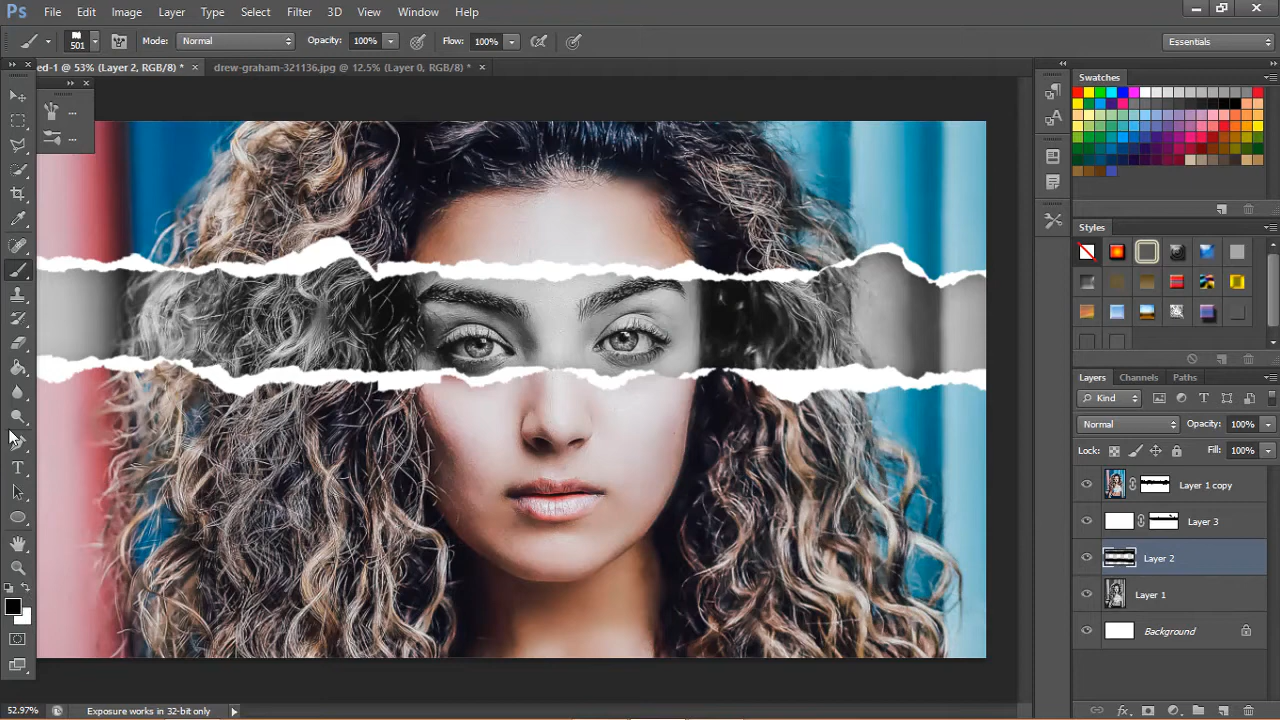 Ps File Edit Image Layer Type Select Filter 3D View Window Help
501 Mode: Normal Opacity: 100% Flow: 100% Essentials
ed-1 @ 53% (Layer 2, RGB/8) * × drew-graham-321136.jpg @ 12.5% (Layer 0, RGB/8) * ×
Swatches
Styles
Layers Channels Paths
Kind
Normal Opacity: 100%
Lock: Fill: 100%
Layer 1 copy
Layer 3
Layer 2
Layer 1
Background
52.97% Exposure works in 32-bit only